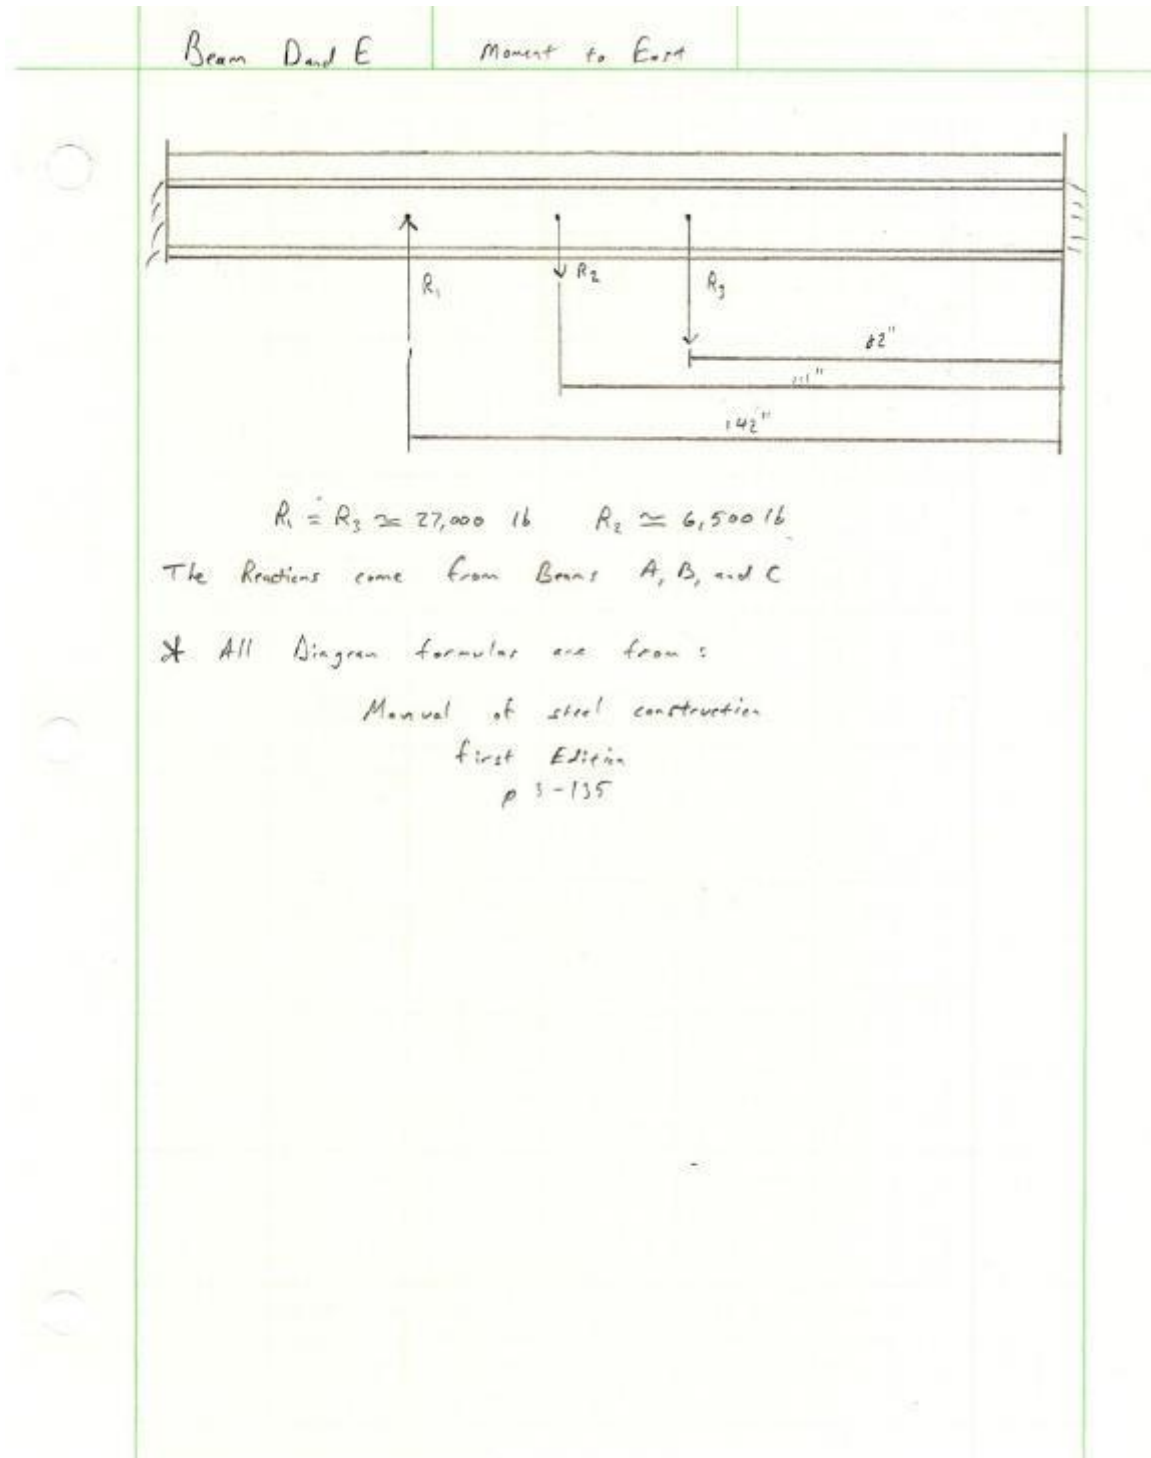 Beam D and E
Moment to East
R1
R2
R3
82"
142"
R1 = R3 ≃ 27,000 lb R2 ≃ 6,500 lb
The Reactions come from Beams A, B, and C
* All Diagram formulas are from :
Manual of steel construction
first Edition
p 3-135